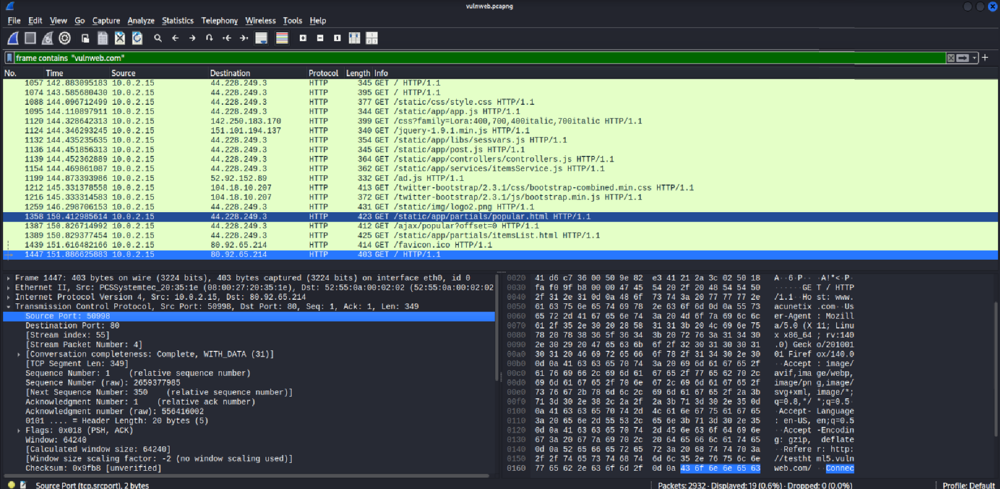 vulnweb.pcapng
File Edit View Go Capture Analyze Statistics Telephony Wireless Tools Help
frame contains "vulnweb.com"
No. Time Source Destination Protocol Length Info
1057 142.883095183 10.0.2.15 44.228.249.3 HTTP 345 GET / HTTP/1.1
1074 143.585680430 10.0.2.15 44.228.249.3 HTTP 395 GET / HTTP/1.1
1088 144.096712499 10.0.2.15 44.228.249.3 HTTP 377 GET /static/css/style.css HTTP/1.1
1095 144.110897911 10.0.2.15 44.228.249.3 HTTP 344 GET /static/app/app.js HTTP/1.1
1120 144.328642313 10.0.2.15 142.250.183.170 HTTP 399 GET /css?family=Lora:400,700,400italic,700italic HTTP/1.1
1124 144.346293245 10.0.2.15 151.101.194.137 HTTP 340 GET /jquery-1.9.1.min.js HTTP/1.1
1132 144.435235635 10.0.2.15 44.228.249.3 HTTP 354 GET /static/app/libs/sessvars.js HTTP/1.1
1136 144.451856313 10.0.2.15 44.228.249.3 HTTP 345 GET /static/app/post.js HTTP/1.1
1139 144.452362889 10.0.2.15 44.228.249.3 HTTP 364 GET /static/app/controllers/controllers.js HTTP/1.1
1154 144.469861087 10.0.2.15 44.228.249.3 HTTP 362 GET /static/app/services/itemsService.js HTTP/1.1
1199 144.873393986 10.0.2.15 52.92.152.89 HTTP 332 GET /ad.js HTTP/1.1
1212 145.331378558 10.0.2.15 104.18.10.207 HTTP 413 GET /twitter-bootstrap/2.3.1/css/bootstrap-combined.min.css HTTP/1.1
1216 145.333314583 10.0.2.15 104.18.10.207 HTTP 372 GET /twitter-bootstrap/2.3.1/js/bootstrap.min.js HTTP/1.1
1259 146.298706153 10.0.2.15 44.228.249.3 HTTP 431 GET /static/img/logo2.png HTTP/1.1
1358 150.412985614 10.0.2.15 44.228.249.3 HTTP 423 GET /static/app/partials/popular.html HTTP/1.1
1387 150.826714992 10.0.2.15 44.228.249.3 HTTP 412 GET /ajax/popular?offset=0 HTTP/1.1
1389 150.829377454 10.0.2.15 44.228.249.3 HTTP 425 GET /static/app/partials/itemsList.html HTTP/1.1
1439 151.616482166 10.0.2.15 80.92.65.214 HTTP 414 GET /favicon.ico HTTP/1.1
1447 151.886625883 10.0.2.15 80.92.65.214 HTTP 403 GET / HTTP/1.1
Frame 1447: 403 bytes on wire (3224 bits), 403 bytes captured (3224 bits) on interface eth0, id 0
Ethernet II, Src: PCSSystemtec_20:35:1e (08:00:27:20:35:1e), Dst: 52:55:0a:00:02:02 (52:55:0a:00:02:02
Internet Protocol Version 4, Src: 10.0.2.15, Dst: 80.92.65.214
Transmission Control Protocol, Src Port: 50998, Dst Port: 80, Seq: 1, Ack: 1, Len: 349
Source Port: 50998
Destination Port: 80
[Stream index: 55]
[Stream Packet Number: 4]
[Conversation completeness: Complete, WITH_DATA (31)]
[TCP Segment Len: 349]
Sequence Number: 1 (relative sequence number)
Sequence Number (raw): 2659377985
[Next Sequence Number: 350 (relative sequence number)]
Acknowledgment Number: 1 (relative ack number)
Acknowledgment number (raw): 556416002
0101 .... = Header Length: 20 bytes (5)
Flags: 0x018 (PSH, ACK)
Window: 64240
[Calculated window size: 64240]
[Window size scaling factor: -2 (no window scaling used)]
Checksum: 0x9fb8 [unverified]
0020 41 d6 c7 36 00 50 9e 82 e3 41 21 2a 3c 02 50 18 A··6·P·· ·A!*<·P·
0030 fa f0 9f b8 00 00 47 45 54 20 2f 20 48 54 54 50 ······GE T / HTTP
0040 2f 31 2e 31 0d 0a 48 6f 73 74 3a 20 77 77 77 2e /1.1··Ho st: www.
0050 61 63 75 6e 65 74 69 78 2e 63 6f 6d 0d 0a 55 73 acunetix .com··Us
0060 65 72 2d 41 67 65 6e 74 3a 20 4d 6f 7a 69 6c 6c er-Agent : Mozill
0070 61 2f 35 2e 30 20 28 58 31 31 3b 20 4c 69 6e 75 a/5.0 (X 11; Linu
0080 78 20 78 38 36 5f 36 34 3b 20 72 76 3a 31 34 30 x x86_64 ; rv:140
0090 2e 30 29 20 47 65 63 6b 6f 2f 32 30 31 30 30 31 .0) Geck o/201001
00a0 30 31 20 46 69 72 65 66 6f 78 2f 31 34 30 2e 30 01 Firef ox/140.0
00b0 0d 0a 41 63 63 65 70 74 3a 20 69 6d 61 67 65 2f ··Accept : image/
00c0 61 76 69 66 2c 69 6d 61 67 65 2f 77 65 62 70 2c avif,ima ge/webp,
00d0 69 6d 61 67 65 2f 70 6e 67 2c 69 6d 61 67 65 2f image/pn g,image/
00e0 73 76 67 2b 78 6d 6c 2c 69 6d 61 67 65 2f 2a 3b svg+xml, image/*;
00f0 71 3d 30 2e 38 2c 2a 2f 2a 3b 71 3d 30 2e 35 0d q=0.8,*/ *;q=0.5·
0100 0a 41 63 63 65 70 74 2d 4c 61 6e 67 75 61 67 65 ·Accept- Language
0110 3a 20 65 6e 2d 55 53 2c 65 6e 3b 71 3d 30 2e 35 : en-US, en;q=0.5
0120 0d 0a 41 63 63 65 70 74 2d 45 6e 63 6f 64 69 6e ··Accept -Encodin
0130 67 3a 20 67 7a 69 70 2c 20 64 65 66 6c 61 74 65 g: gzip, deflate
0140 0d 0a 52 65 66 65 72 65 72 3a 20 68 74 74 70 3a ··Refere r: http:
0150 2f 2f 74 65 73 74 68 74 6d 6c 35 2e 76 75 6c 6e //testht ml5.vuln
0160 77 65 62 2e 63 6f 6d 2f 0d 0a 43 6f 6e 6e 65 63 web.com/ ··Connec
Source Port (tcp.srcport), 2 bytes
Packets: 2932 · Displayed: 19 (0.6%) · Dropped: 0 (0.0%)
Profile: Default